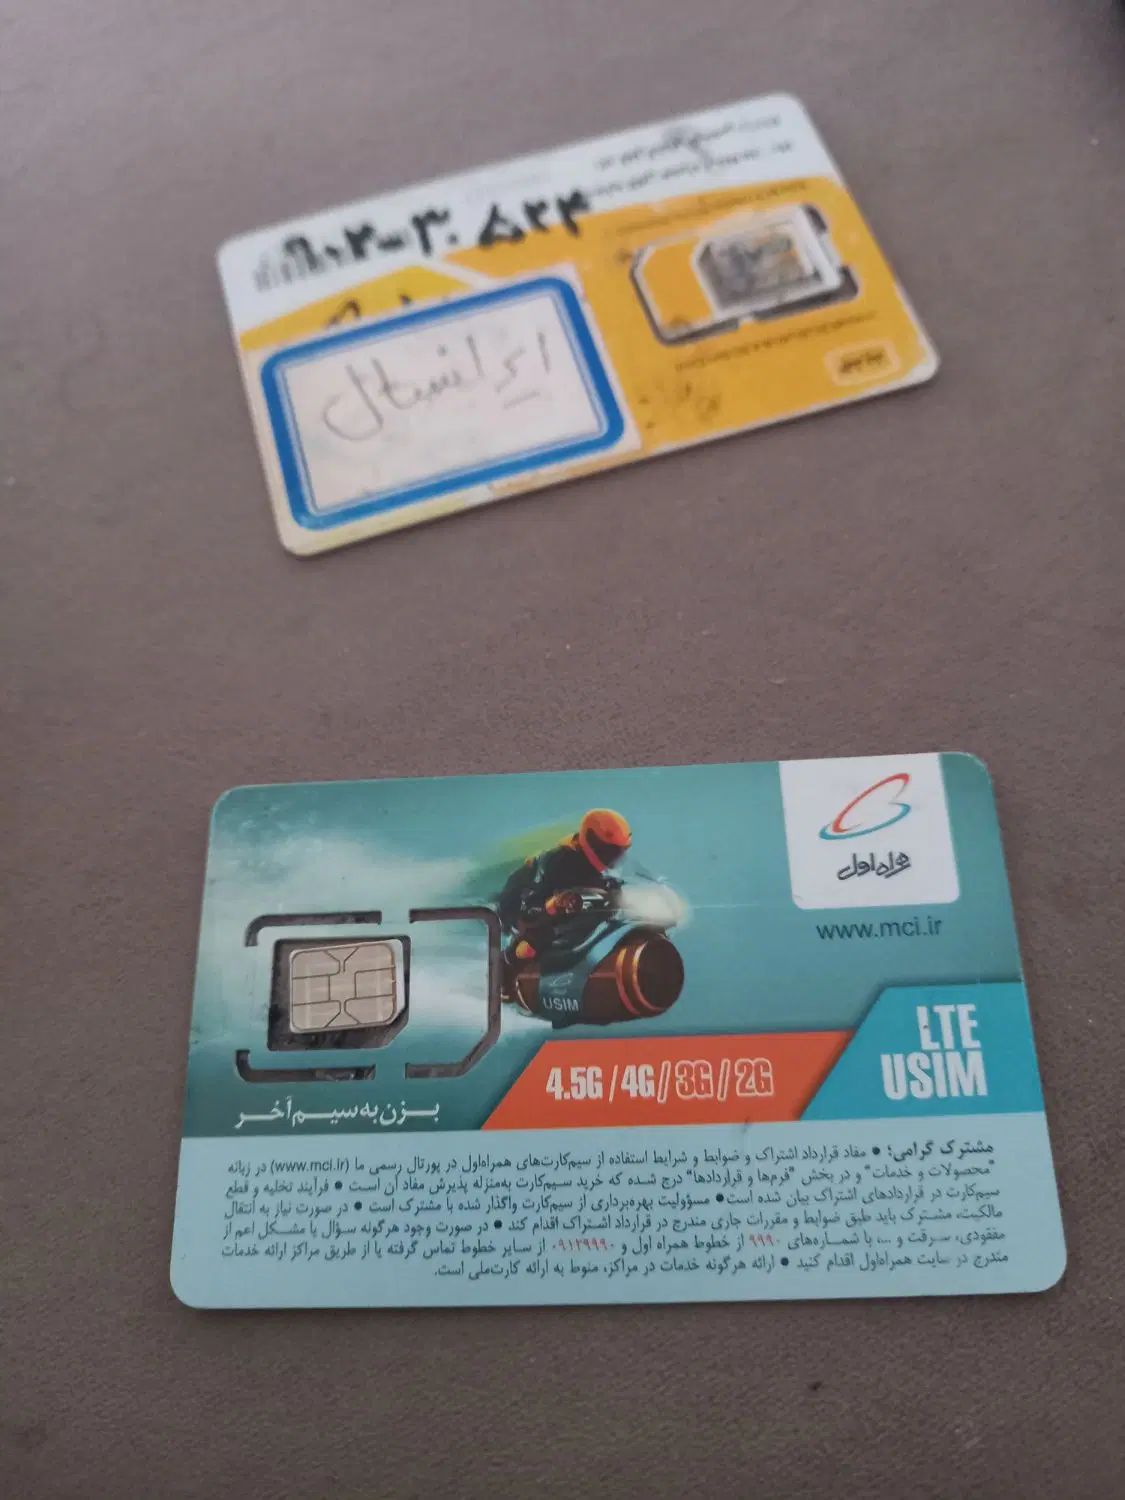 ایرانسل
همراه اول
www.mci.ir
USIM
LTE
USIM
4.5G / 4G / 3G / 2G
بزن به سیم آخر
مشترک گرامی؛ ● مفاد قرارداد اشتراک و ضوابط و شرایط استفاده از سیم‌کارت‌های همراه‌اول در پورتال رسمی ما (www.mci.ir) در زبانه
"محصولات و خدمات" و در بخش "فرم‌ها و قراردادها" درج شده که خرید سیم‌کارت به‌منزله پذیرش مفاد آن است ● فرآیند تخلیه و قطع
سیم‌کارت در قراردادهای اشتراک بیان شده است● مسؤولیت بهره‌برداری از سیم‌کارت واگذار شده با مشترک است ● در صورت نیاز به انتقال
مالکیت، مشترک باید طبق ضوابط و مقررات جاری مندرج در قرارداد اشتراک اقدام کند ● در صورت وجود هرگونه سؤال یا مشکل اعم از
مفقودی، سرقت و ... با شماره‌های ۹۹۹۰ از خطوط همراه اول و ۰۹۱۲۹۹۹۰ از سایر خطوط تماس گرفته یا از طریق مراکز ارائه خدمات
مندرج در سایت همراه‌اول اقدام کنید ● ارائه هرگونه خدمات در مراکز، منوط به ارائه کارت‌ملی است.